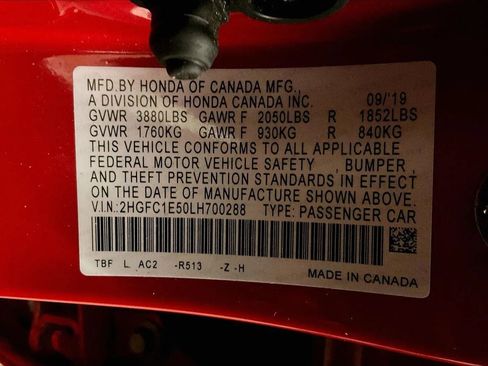 MFD.BY HONDA OF CANADA MFG.,
A DIVISION OF HONDA CANADA INC. 09/'19
GVWR 3880LBS GAWR F 2050LBS R 1852LBS
GVWR 1760KG GAWR F 930KG R 840KG
THIS VEHICLE CONFORMS TO ALL APPLICABLE
FEDERAL MOTOR VEHICLE SAFETY , BUMPER ,
AND THEFT PREVENTION STANDARDS IN EFFECT
ON THE DATE OF MANUFACTURE SHOWN ABOVE.
V.I.N.: 2HGFC1E50LH700288 TYPE: PASSENGER CAR
TBF L AC2 -R513 -Z -H
MADE IN CANADA